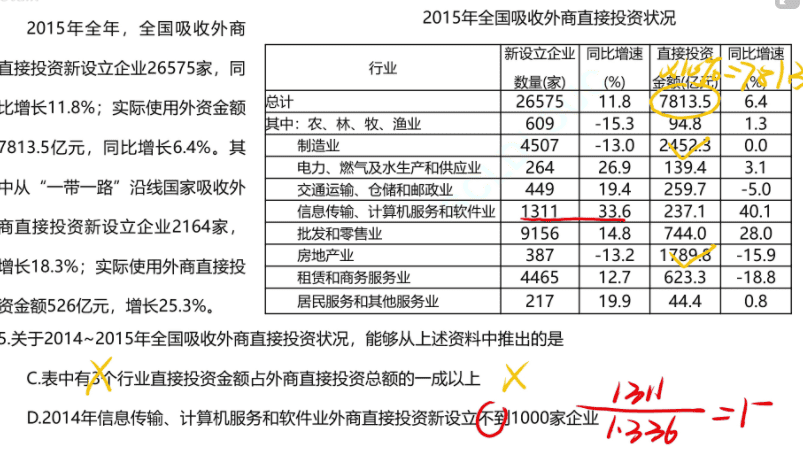 2015年全国吸收外商直接投资状况
2015年全年，全国吸收外商
直接投资新设立企业26575家，同
比增长11.8%；实际使用外资金额
7813.5亿元，同比增长6.4%。其
中从“一带一路”沿线国家吸收外
商直接投资新设立企业2164家，
增长18.3%；实际使用外商直接投
资金额526亿元，增长25.3%。
行业 新设立企业数量(家) 同比增速(%) 直接投资金额(亿元) 同比增速(%)
×10%=781.3
总计 26575 11.8 7813.5 6.4
其中：农、林、牧、渔业 609 -15.3 94.8 1.3
制造业 4507 -13.0 2452.3 0.0
电力、燃气及水生产和供应业 264 26.9 139.4 3.1
交通运输、仓储和邮政业 449 19.4 259.7 -5.0
信息传输、计算机服务和软件业 1311 33.6 237.1 40.1
批发和零售业 9156 14.8 744.0 28.0
房地产业 387 -13.2 1789.8 -15.9
租赁和商务服务业 4465 12.7 623.3 -18.8
居民服务和其他服务业 217 19.9 44.4 0.8
5.关于2014~2015年全国吸收外商直接投资状况，能够从上述资料中推出的是
C.表中有3个行业直接投资金额占外商直接投资总额的一成以上
D.2014年信息传输、计算机服务和软件业外商直接投资新设立不到1000家企业
1311
1.336
=1-